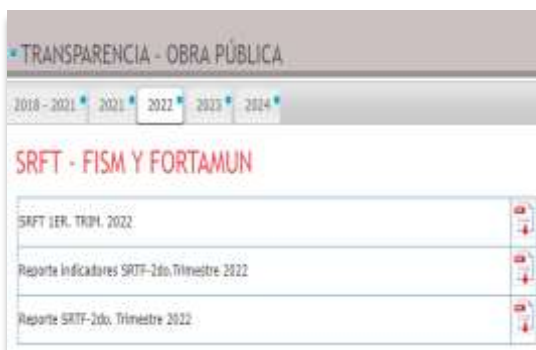 TRANSPARENCIA - OBRA PÚBLICA
2018 - 2021 2021 2022 2023 2024
SRFT - FISM Y FORTAMUN
SRFT 1ER. TRIM. 2022
Reporte indicadores SRTF-2do.Trimestre 2022
Reporte SRTF-2do. Trimestre 2022